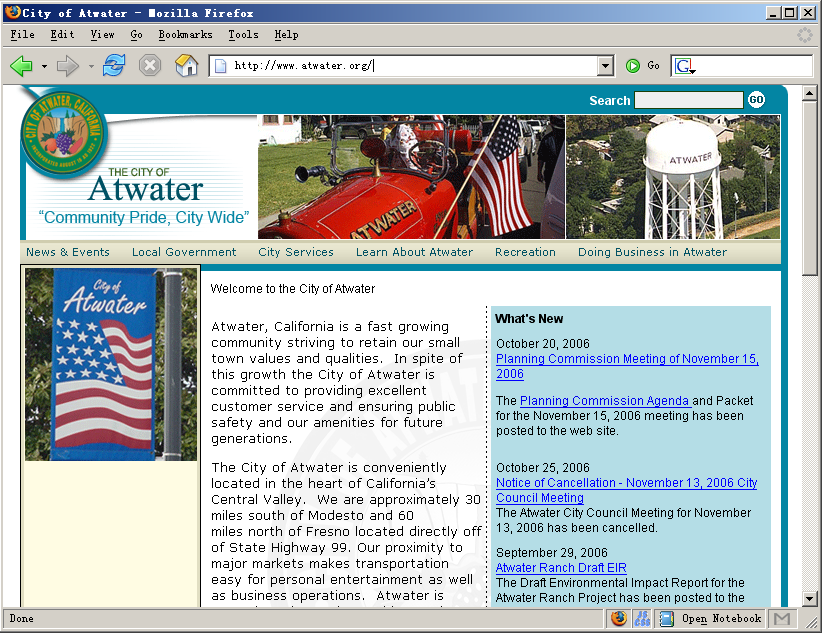 City of Atwater - Mozilla Firefox
File Edit View Go Bookmarks Tools Help
http://www.atwater.org/
Go
G
Search
GO
CITY OF ATWATER, CALIFORNIA
THE CITY OF
Atwater
"Community Pride, City Wide"
ATWATER
ATWATER
News & Events Local Government City Services Learn About Atwater Recreation Doing Business in Atwater
City of
Atwater
Welcome to the City of Atwater
Atwater, California is a fast growing
community striving to retain our small
town values and qualities. In spite of
this growth the City of Atwater is
committed to providing excellent
customer service and ensuring public
safety and our amenities for future
generations.
The City of Atwater is conveniently
located in the heart of California's
Central Valley. We are approximately 30
miles south of Modesto and 60
miles north of Fresno located directly off
of State Highway 99. Our proximity to
major markets makes transportation
easy for personal entertainment as well
as business operations. Atwater is
What's New
October 20, 2006
Planning Commission Meeting of November 15,
2006
The Planning Commission Agenda and Packet
for the November 15, 2006 meeting has been
posted to the web site.
October 25, 2006
Notice of Cancellation - November 13, 2006 City
Council Meeting
The Atwater City Council Meeting for November
13, 2006 has been cancelled.
September 29, 2006
Atwater Ranch Draft EIR
The Draft Environmental Impact Report for the
Atwater Ranch Project has been posted to the
Done
Open Notebook